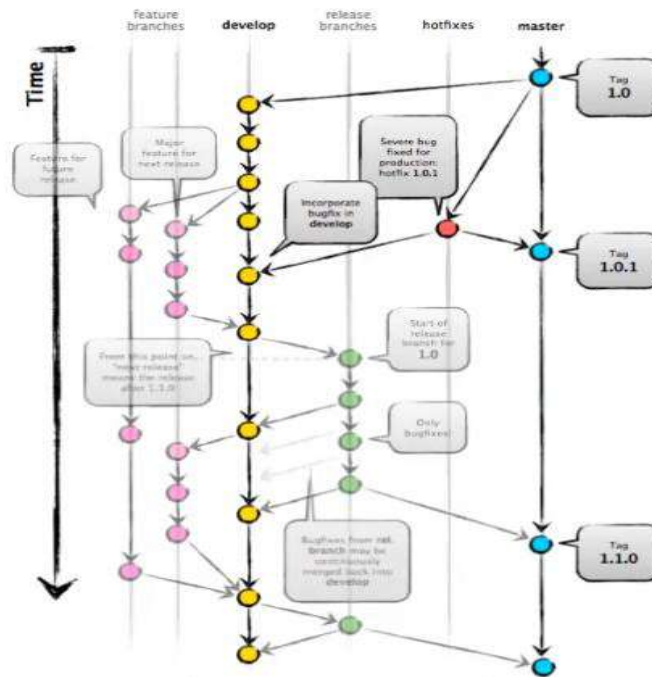 feature
branches
develop
release
branches
hotfixes
master
Time
Tag
1.0
Major
feature for
next release
Feature for
future
release
Severe bug
fixed for
production:
hotfix 1.0.1
Incorporate
bugfix in
develop
Tag
1.0.1
Start of
release
branch for
1.0
From this point on,
"next release"
means the release
after 1.1.0
Only
bugfixes!
Tag
1.1.0
Bugfixes from rel.
branch may be
continuously
merged back into
develop